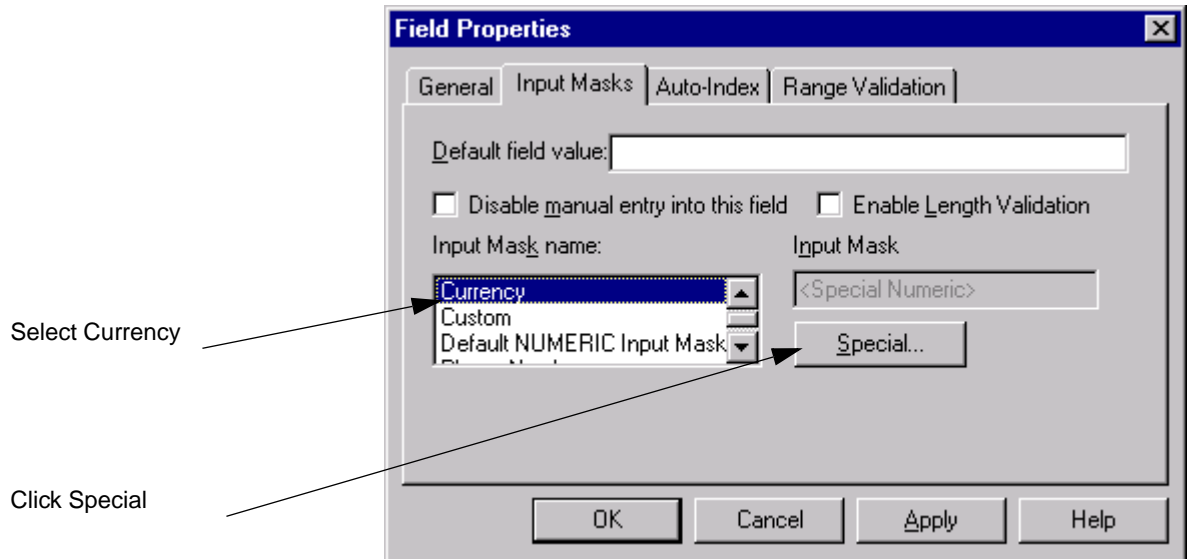 Field Properties
General Input Masks Auto-Index Range Validation
Default field value:
Disable manual entry into this field Enable Length Validation
Input Mask name: Input Mask
Currency <Special Numeric>
Custom
Default NUMERIC Input Mask Special...
Select Currency
Click Special
OK Cancel Apply Help